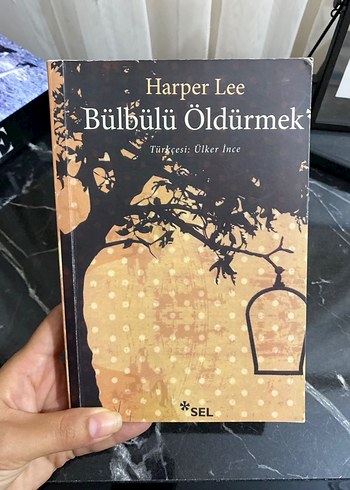 Harper Lee
Bülbülü Öldürmek
Türkçesi: Ülker İnce
SEL